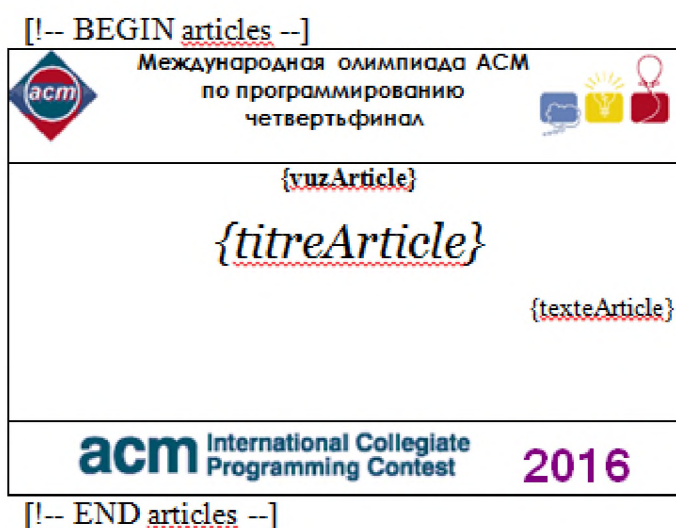 [!-- BEGIN articles --]
Международная олимпиада ACM
acm
по программированию
четвертьфинал
{vuzArticle}
{titreArticle}
{texteArticle}
acm International Collegiate
Programming Contest
2016
[!-- END articles --]